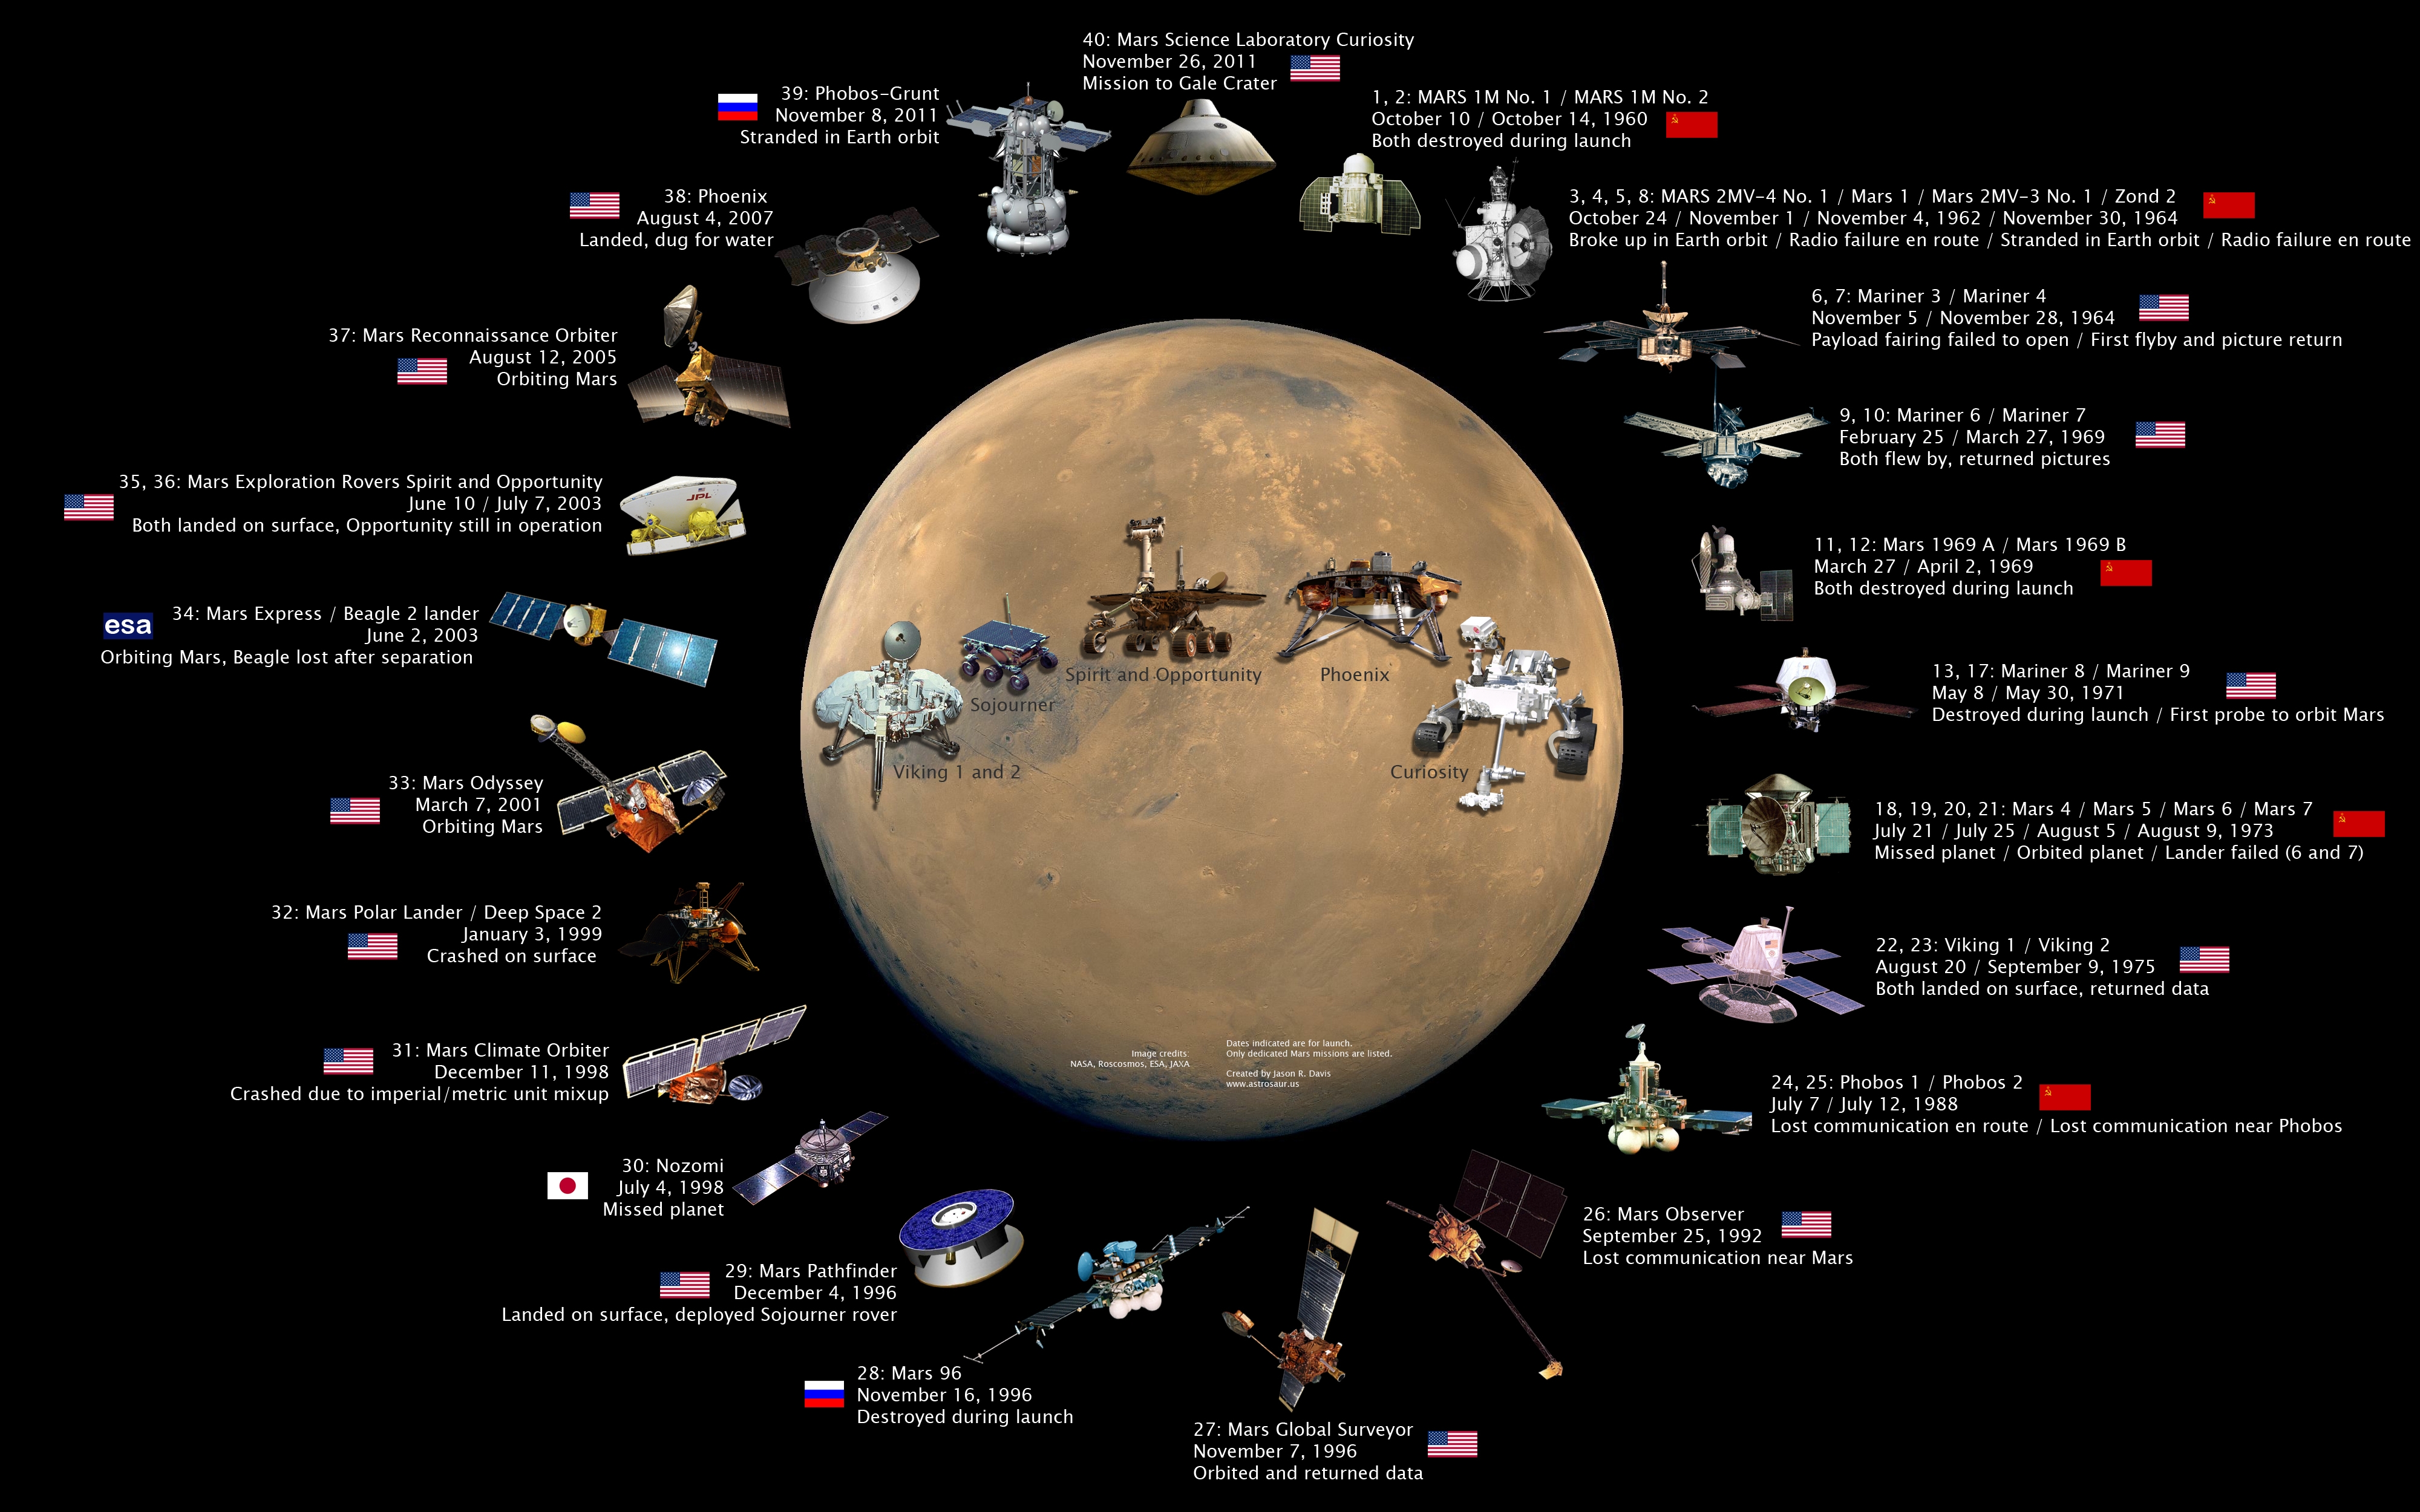 40: Mars Science Laboratory Curiosity
November 26, 2011
Mission to Gale Crater
1, 2: MARS 1M No. 1 / MARS 1M No. 2
October 10 / October 14, 1960
Both destroyed during launch
3, 4, 5, 8: MARS 2MV-4 No. 1 / Mars 1 / Mars 2MV-3 No. 1 / Zond 2
October 24 / November 1 / November 4, 1962 / November 30, 1964
Broke up in Earth orbit / Radio failure en route / Stranded in Earth orbit / Radio failure en route
6, 7: Mariner 3 / Mariner 4
November 5 / November 28, 1964
Payload fairing failed to open / First flyby and picture return
9, 10: Mariner 6 / Mariner 7
February 25 / March 27, 1969
Both flew by, returned pictures
11, 12: Mars 1969 A / Mars 1969 B
March 27 / April 2, 1969
Both destroyed during launch
13, 17: Mariner 8 / Mariner 9
May 8 / May 30, 1971
Destroyed during launch / First probe to orbit Mars
18, 19, 20, 21: Mars 4 / Mars 5 / Mars 6 / Mars 7
July 21 / July 25 / August 5 / August 9, 1973
Missed planet / Orbited planet / Lander failed (6 and 7)
22, 23: Viking 1 / Viking 2
August 20 / September 9, 1975
Both landed on surface, returned data
24, 25: Phobos 1 / Phobos 2
July 7 / July 12, 1988
Lost communication en route / Lost communication near Phobos
26: Mars Observer
September 25, 1992
Lost communication near Mars
27: Mars Global Surveyor
November 7, 1996
Orbited and returned data
28: Mars 96
November 16, 1996
Destroyed during launch
29: Mars Pathfinder
December 4, 1996
Landed on surface, deployed Sojourner rover
30: Nozomi
July 4, 1998
Missed planet
31: Mars Climate Orbiter
December 11, 1998
Crashed due to imperial/metric unit mixup
32: Mars Polar Lander / Deep Space 2
January 3, 1999
Crashed on surface
33: Mars Odyssey
March 7, 2001
Orbiting Mars
esa
34: Mars Express / Beagle 2 lander
June 2, 2003
Orbiting Mars, Beagle lost after separation
35, 36: Mars Exploration Rovers Spirit and Opportunity
June 10 / July 7, 2003
Both landed on surface, Opportunity still in operation
JPL
37: Mars Reconnaissance Orbiter
August 12, 2005
Orbiting Mars
38: Phoenix
August 4, 2007
Landed, dug for water
39: Phobos-Grunt
November 8, 2011
Stranded in Earth orbit
Viking 1 and 2
Sojourner
Spirit and Opportunity
Phoenix
Curiosity
Image credits:
NASA, Roscosmos, ESA, JAXA
Dates indicated are for launch.
Only dedicated Mars missions are listed.
Created by Jason R. Davis
www.astrosaur.us